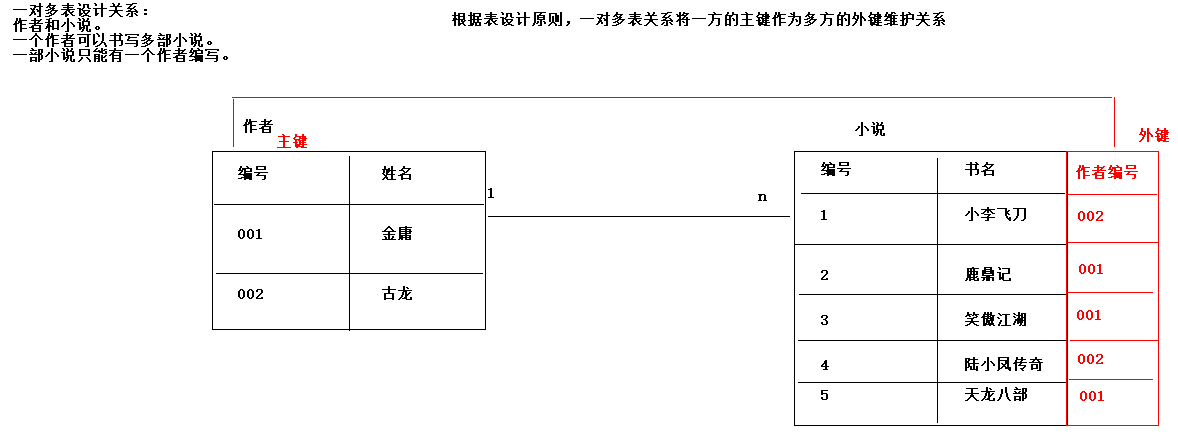 一对多表设计关系：
作者和小说。
一个作者可以书写多部小说。
一部小说只能有一个作者编写。
根据表设计原则，一对多表关系将一方的主键作为多方的外键维护关系
作者
主键
编号 姓名
001 金庸
002 古龙
1
n
小说
外键
编号 书名 作者编号
1 小李飞刀 002
2 鹿鼎记 001
3 笑傲江湖 001
4 陆小凤传奇 002
5 天龙八部 001